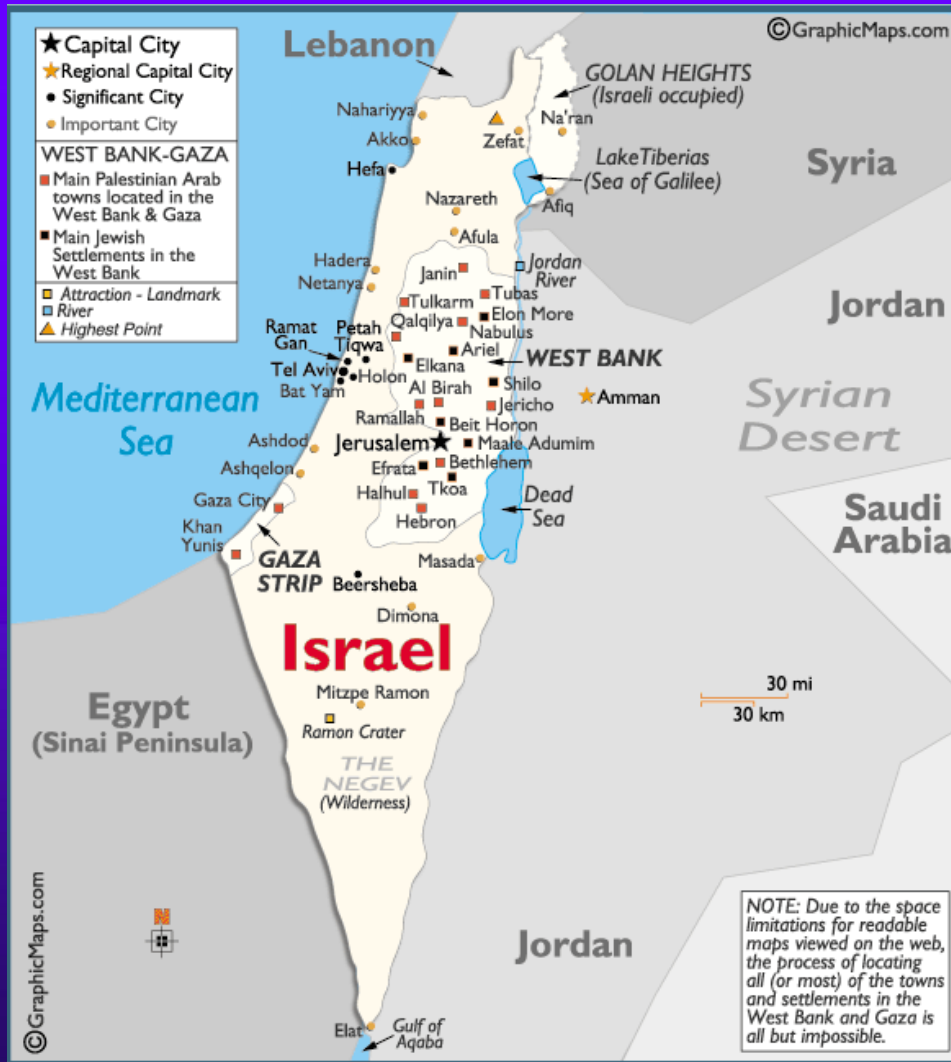 ©GraphicMaps.com
Capital City
Regional Capital City
Significant City
Important City
WEST BANK-GAZA
Main Palestinian Arab
towns located in the
West Bank & Gaza
Main Jewish
Settlements in the
West Bank
Attraction - Landmark
River
Highest Point
Lebanon
GOLAN HEIGHTS
(Israeli occupied)
Nahariyya
Na'ran
Akko
Zefat
Hefa
Lake Tiberias
(Sea of Galilee)
Syria
Nazareth
Afiq
Afula
Hadera
Janin
Jordan
River
Netanya
Tubas
Tulkarm
Elon More
Jordan
Qalqilya
Nabulus
Ramat
Gan
Petah
Tiqwa
Ariel
WEST BANK
Elkana
Tel Aviv
Holon
Shilo
Bat Yam
Al Birah
Amman
Mediterranean
Sea
Syrian
Desert
Jericho
Ramallah
Beit Horon
Ashdod
Jerusalem
Maale Adumim
Ashqelon
Efrata
Bethlehem
Tkoa
Gaza City
Halhul
Dead
Sea
Hebron
Saudi
Arabia
Khan
Yunis
GAZA
STRIP
Masada
Beersheba
Dimona
Israel
Mitzpe Ramon
30 mi
30 km
Egypt
(Sinai Peninsula)
Ramon Crater
THE
NEGEV
(Wilderness)
©GraphicMaps.com
N
Jordan
NOTE: Due to the space
limitations for readable
maps viewed on the web,
the process of locating
all (or most) of the towns
and settlements in the
West Bank and Gaza is
all but impossible.
Elat
Gulf of
Aqaba